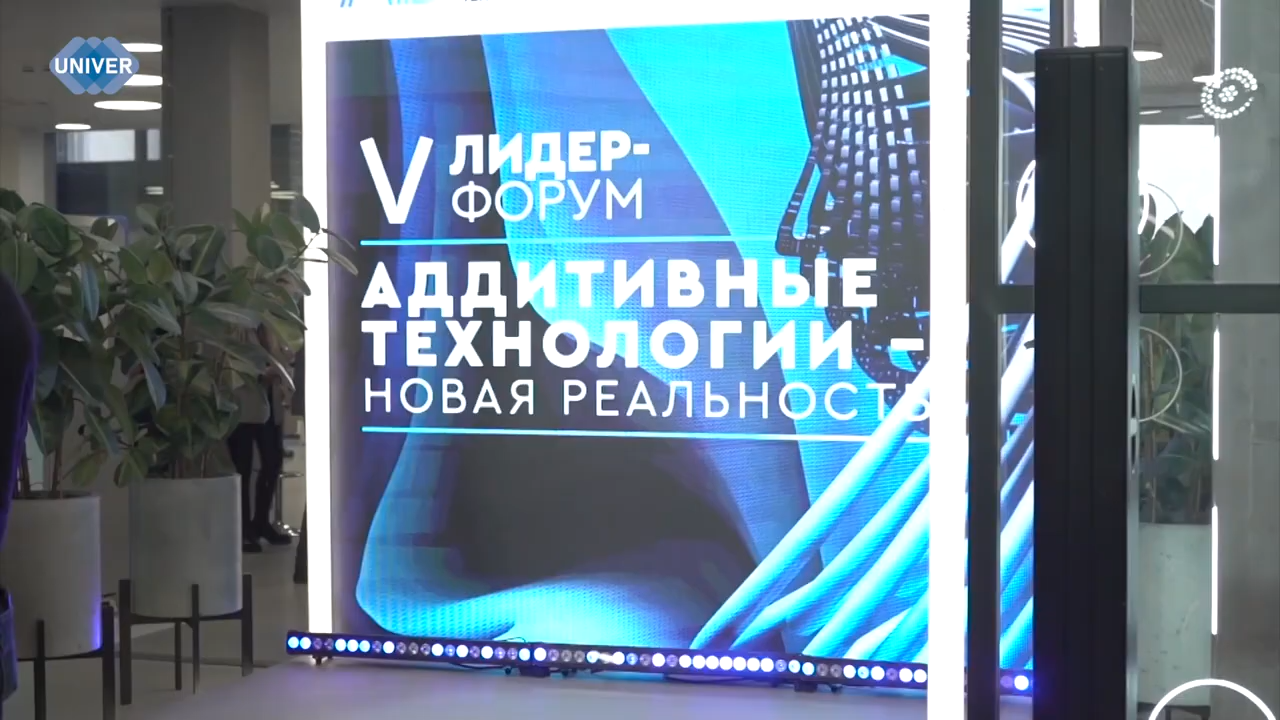 UNIVER
V ЛИДЕР-
ФОРУМ
АДДИТИВНЫЕ
ТЕХНОЛОГИИ –
НОВАЯ РЕАЛЬНОСТЬ